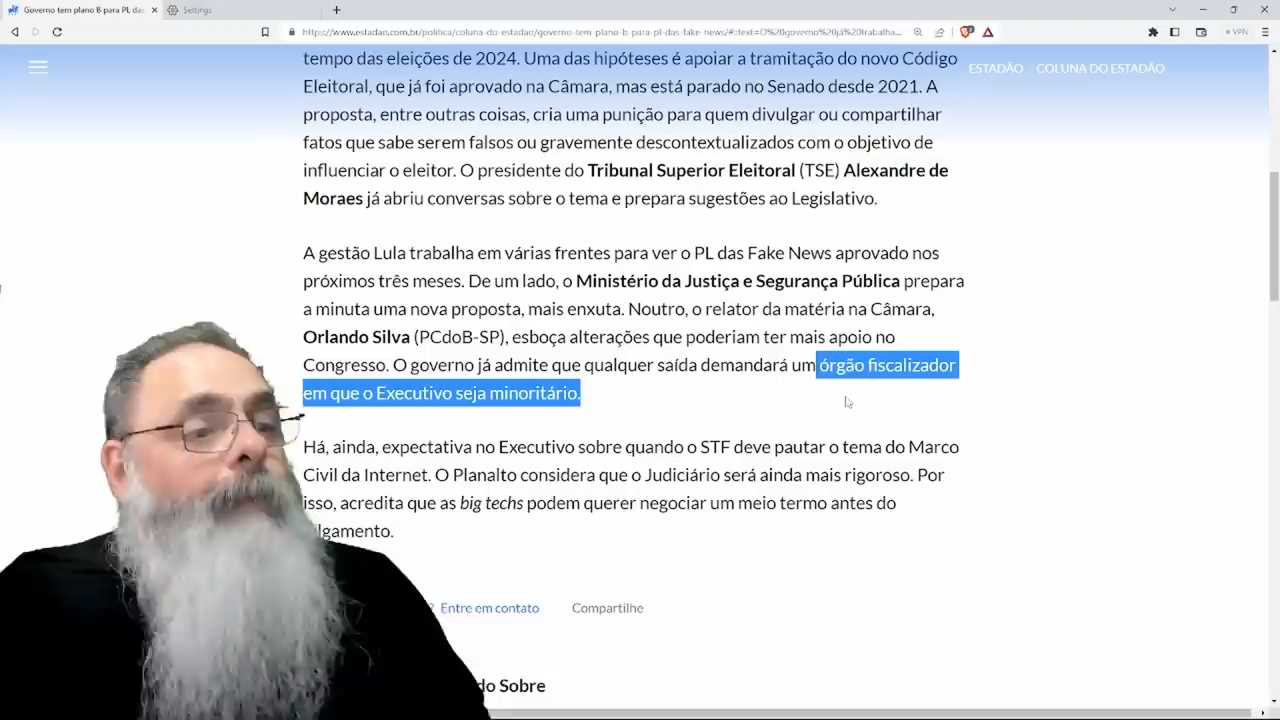 Governo tem plano B para PL das
Settings
https://www.estadao.com.br/politica/coluna-do-estadao/governo-tem-plano-b-para-pl-das-fake-news/#:~:text=O%20governo%20já%20trabalha...
VPN
ESTADÃO COLUNA DO ESTADÃO
tempo das eleições de 2024. Uma das hipóteses é apoiar a tramitação do novo Código
Eleitoral, que já foi aprovado na Câmara, mas está parado no Senado desde 2021. A
proposta, entre outras coisas, cria uma punição para quem divulgar ou compartilhar
fatos que sabe serem falsos ou gravemente descontextualizados com o objetivo de
influenciar o eleitor. O presidente do Tribunal Superior Eleitoral (TSE) Alexandre de
Moraes já abriu conversas sobre o tema e prepara sugestões ao Legislativo.
A gestão Lula trabalha em várias frentes para ver o PL das Fake News aprovado nos
próximos três meses. De um lado, o Ministério da Justiça e Segurança Pública prepara
a minuta uma nova proposta, mais enxuta. Noutro, o relator da matéria na Câmara,
Orlando Silva (PCdoB-SP), esboça alterações que poderiam ter mais apoio no
Congresso. O governo já admite que qualquer saída demandará um órgão fiscalizador
em que o Executivo seja minoritário.
Há, ainda, expectativa no Executivo sobre quando o STF deve pautar o tema do Marco
Civil da Internet. O Planalto considera que o Judiciário será ainda mais rigoroso. Por
isso, acredita que as big techs podem querer negociar um meio termo antes do
lgamento.
? Entre em contato Compartilhe
do Sobre